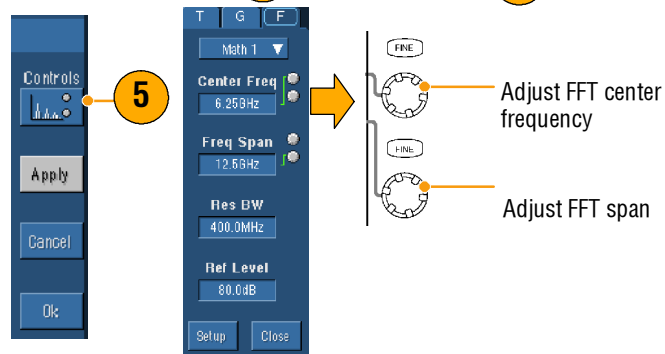 Controls
5
Apply
Cancel
Ok
T G F
Math 1
Center Freq
6.25GHz
Freq Span
12.5GHz
Res BW
400.0MHz
Ref Level
80.0dB
Setup Close
FINE
Adjust FFT center
frequency
FINE
Adjust FFT span